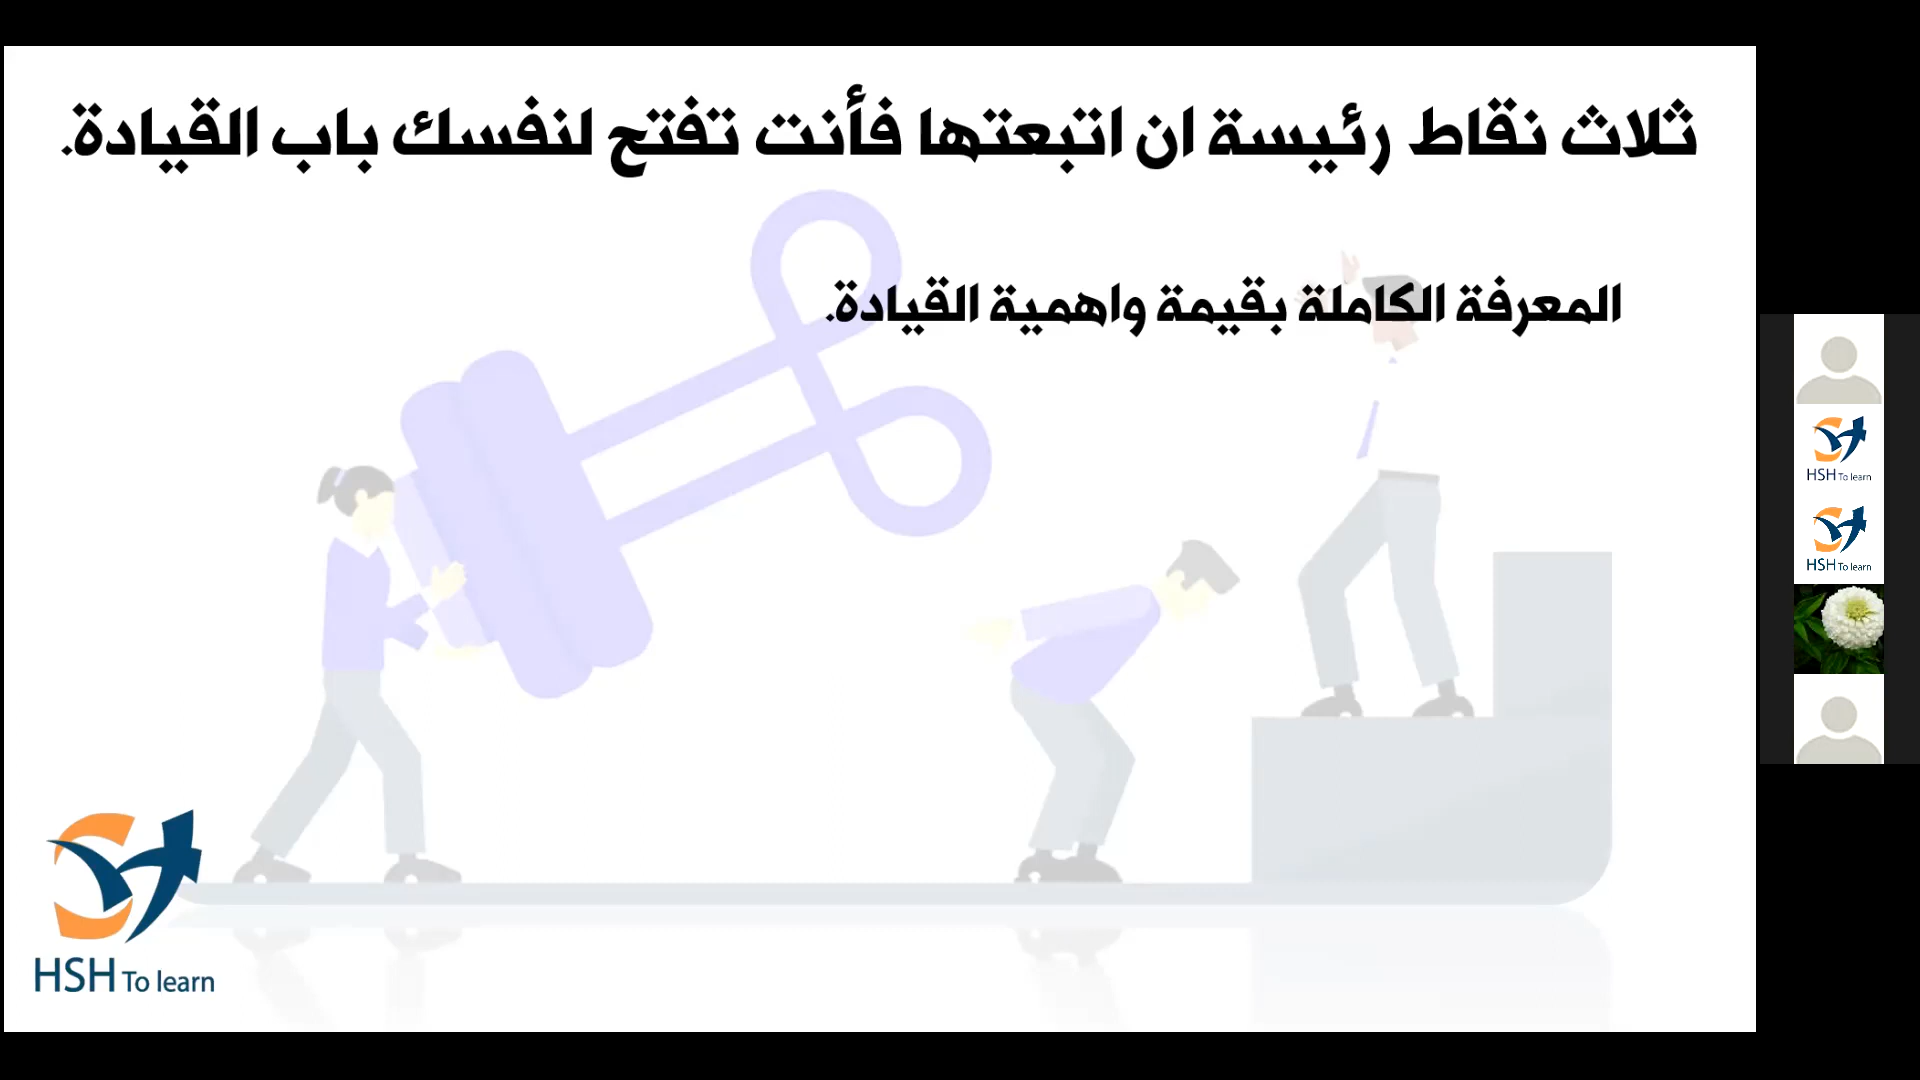 ثلاث نقاط رئيسة ان اتبعتها فأنت تفتح لنفسك باب القيادة.
المعرفة الكاملة بقيمة واهمية القيادة.
HSH To learn
HSH To learn
HSH To learn